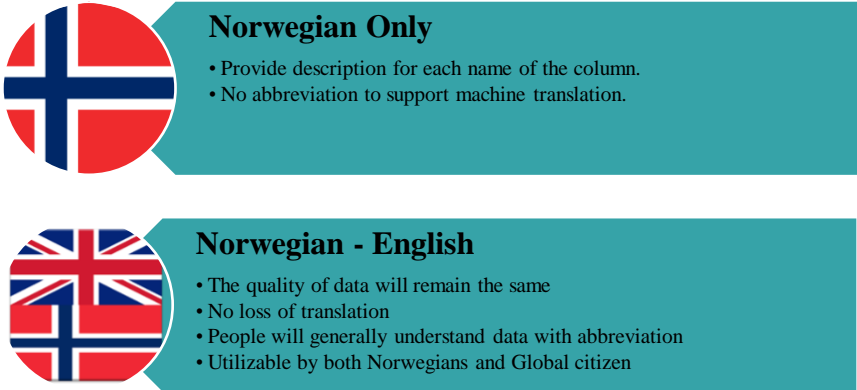 Norwegian Only
• Provide description for each name of the column.
• No abbreviation to support machine translation.
Norwegian - English
• The quality of data will remain the same
• No loss of translation
• People will generally understand data with abbreviation
• Utilizable by both Norwegians and Global citizen